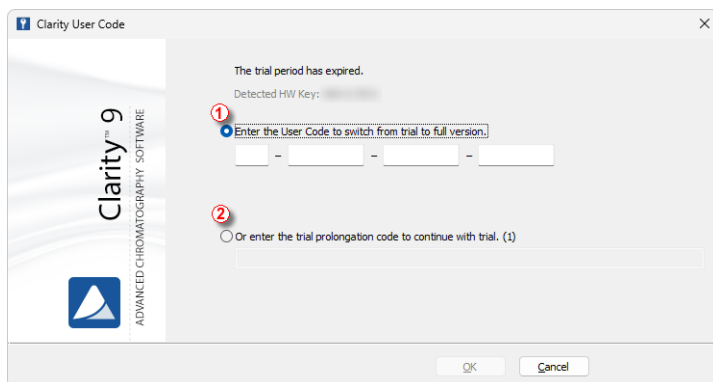 Clarity User Code
The trial period has expired.
Detected HW Key:
1
Enter the User Code to switch from trial to full version.
– – –
2
Or enter the trial prolongation code to continue with trial. (1)
Clarity™ 9
ADVANCED CHROMATOGRAPHY SOFTWARE
OK Cancel